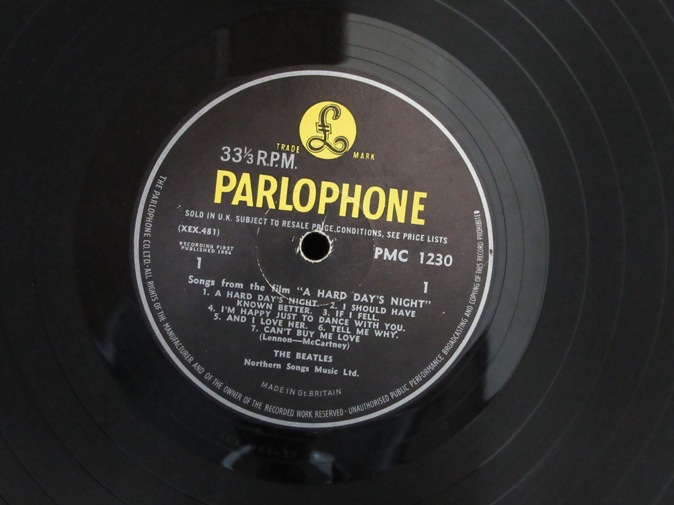 £
TRADE MARK
33⅓ R.P.M.
PARLOPHONE
SOLD IN U.K. SUBJECT TO RESALE PRICE CONDITIONS, SEE PRICE LISTS
(XEX.481)
RECORDING FIRST
PUBLISHED 1964
PMC 1230
1
1
Songs from the film "A HARD DAY'S NIGHT"
1. A HARD DAY'S NIGHT. 2. I SHOULD HAVE
KNOWN BETTER. 3. IF I FELL.
4. I'M HAPPY JUST TO DANCE WITH YOU.
5. AND I LOVE HER. 6. TELL ME WHY.
7. CAN'T BUY ME LOVE
(Lennon—McCartney)
THE BEATLES
Northern Songs Music Ltd.
MADE IN Gt. BRITAIN
THE PARLOPHONE CO. LTD.·ALL RIGHTS OF THE MANUFACTURER AND OF THE OWNER OF THE RECORDED WORK RESERVED·UNAUTHORISED PUBLIC PERFORMANCE BROADCASTING AND COPYING OF THIS RECORD PROHIBITED